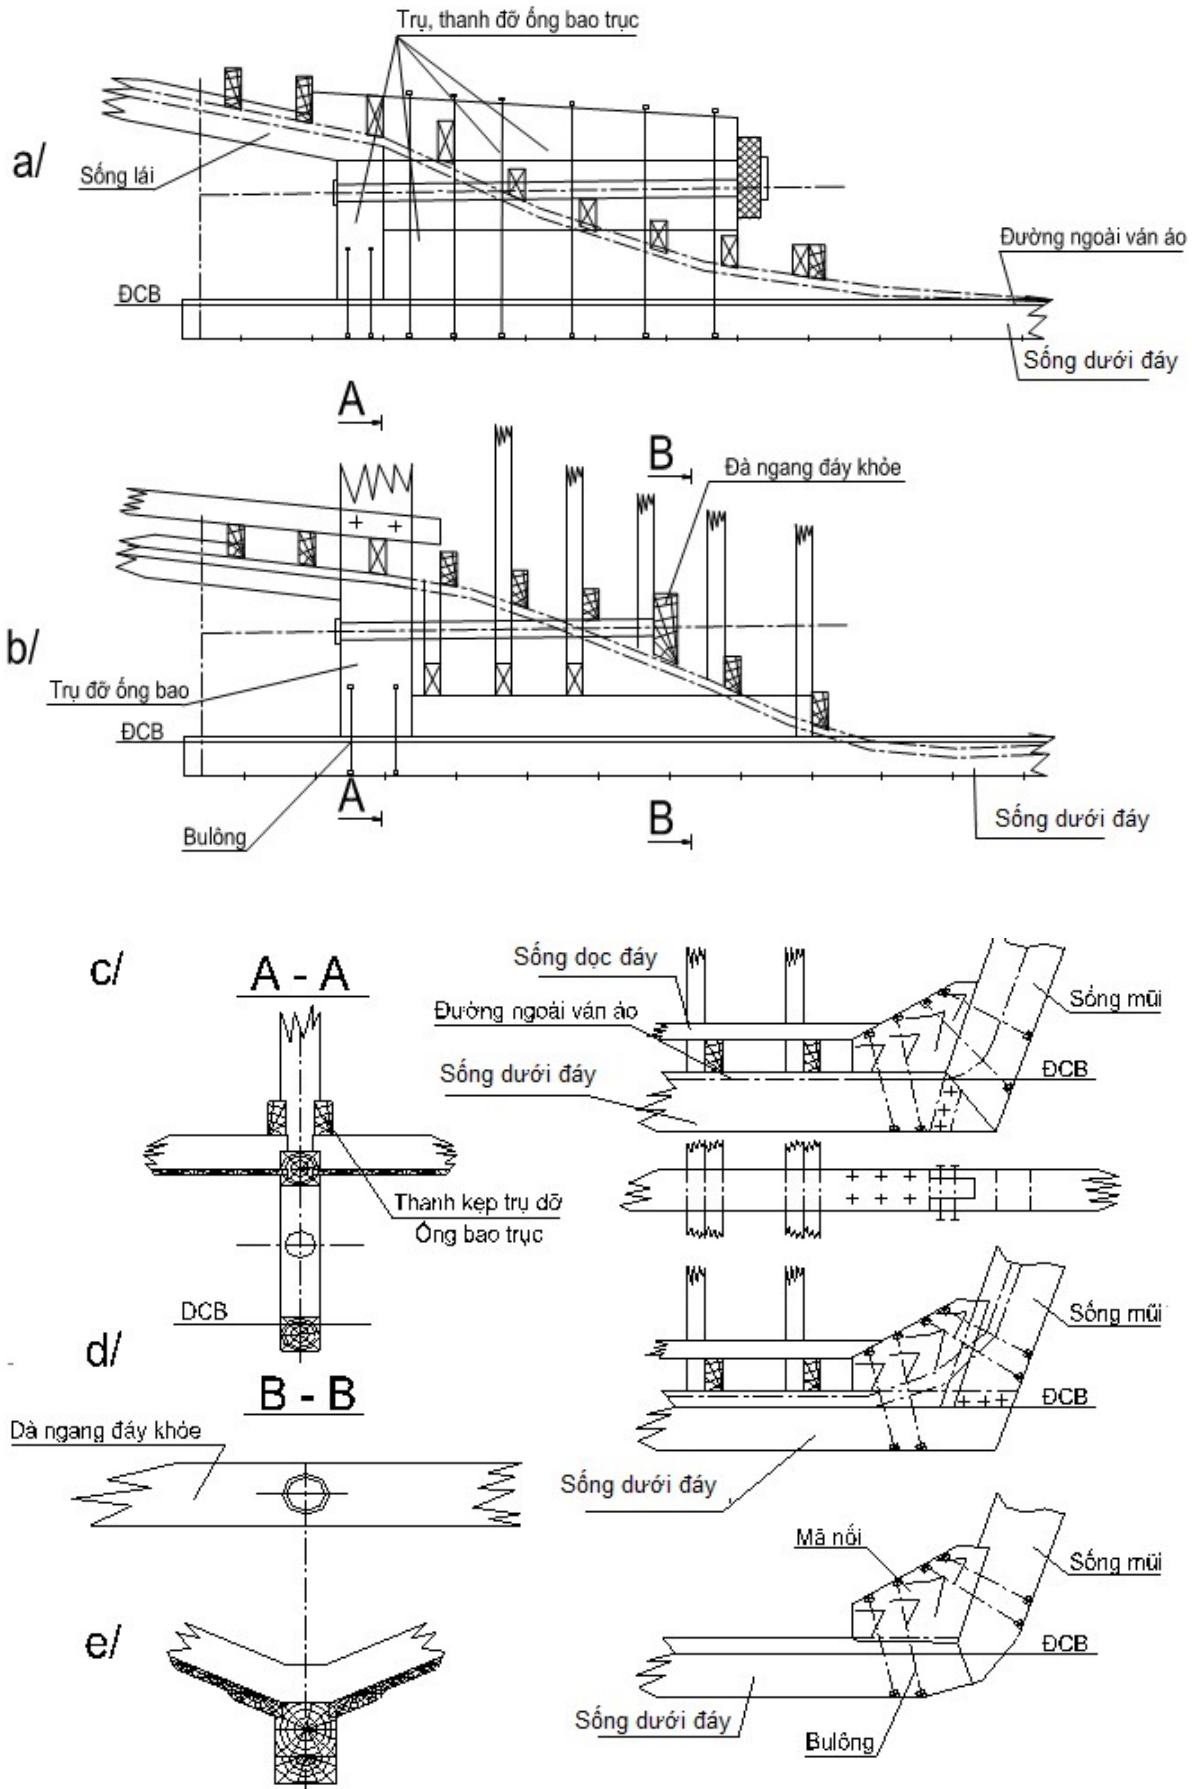 Trụ, thanh đỡ ống bao trục
a/
Sống lái
Đường ngoài ván áo
ĐCB
Sống dưới đáy
A
B
Đà ngang đáy khỏe
b/
Trụ đỡ ống bao
ĐCB
A
B
Sống dưới đáy
Bulông
c/
A - A
Sống dọc đáy
Đường ngoài ván áo
Sống mũi
Sống dưới đáy
ĐCB
Thanh kẹp trụ dỡ
Ống bao trục
DCB
d/
Sống mũi
B - B
ĐCB
Dà ngang đáy khỏe
Sống dưới đáy
Mã nối
Sống mũi
e/
ĐCB
Sống dưới đáy
Bulông